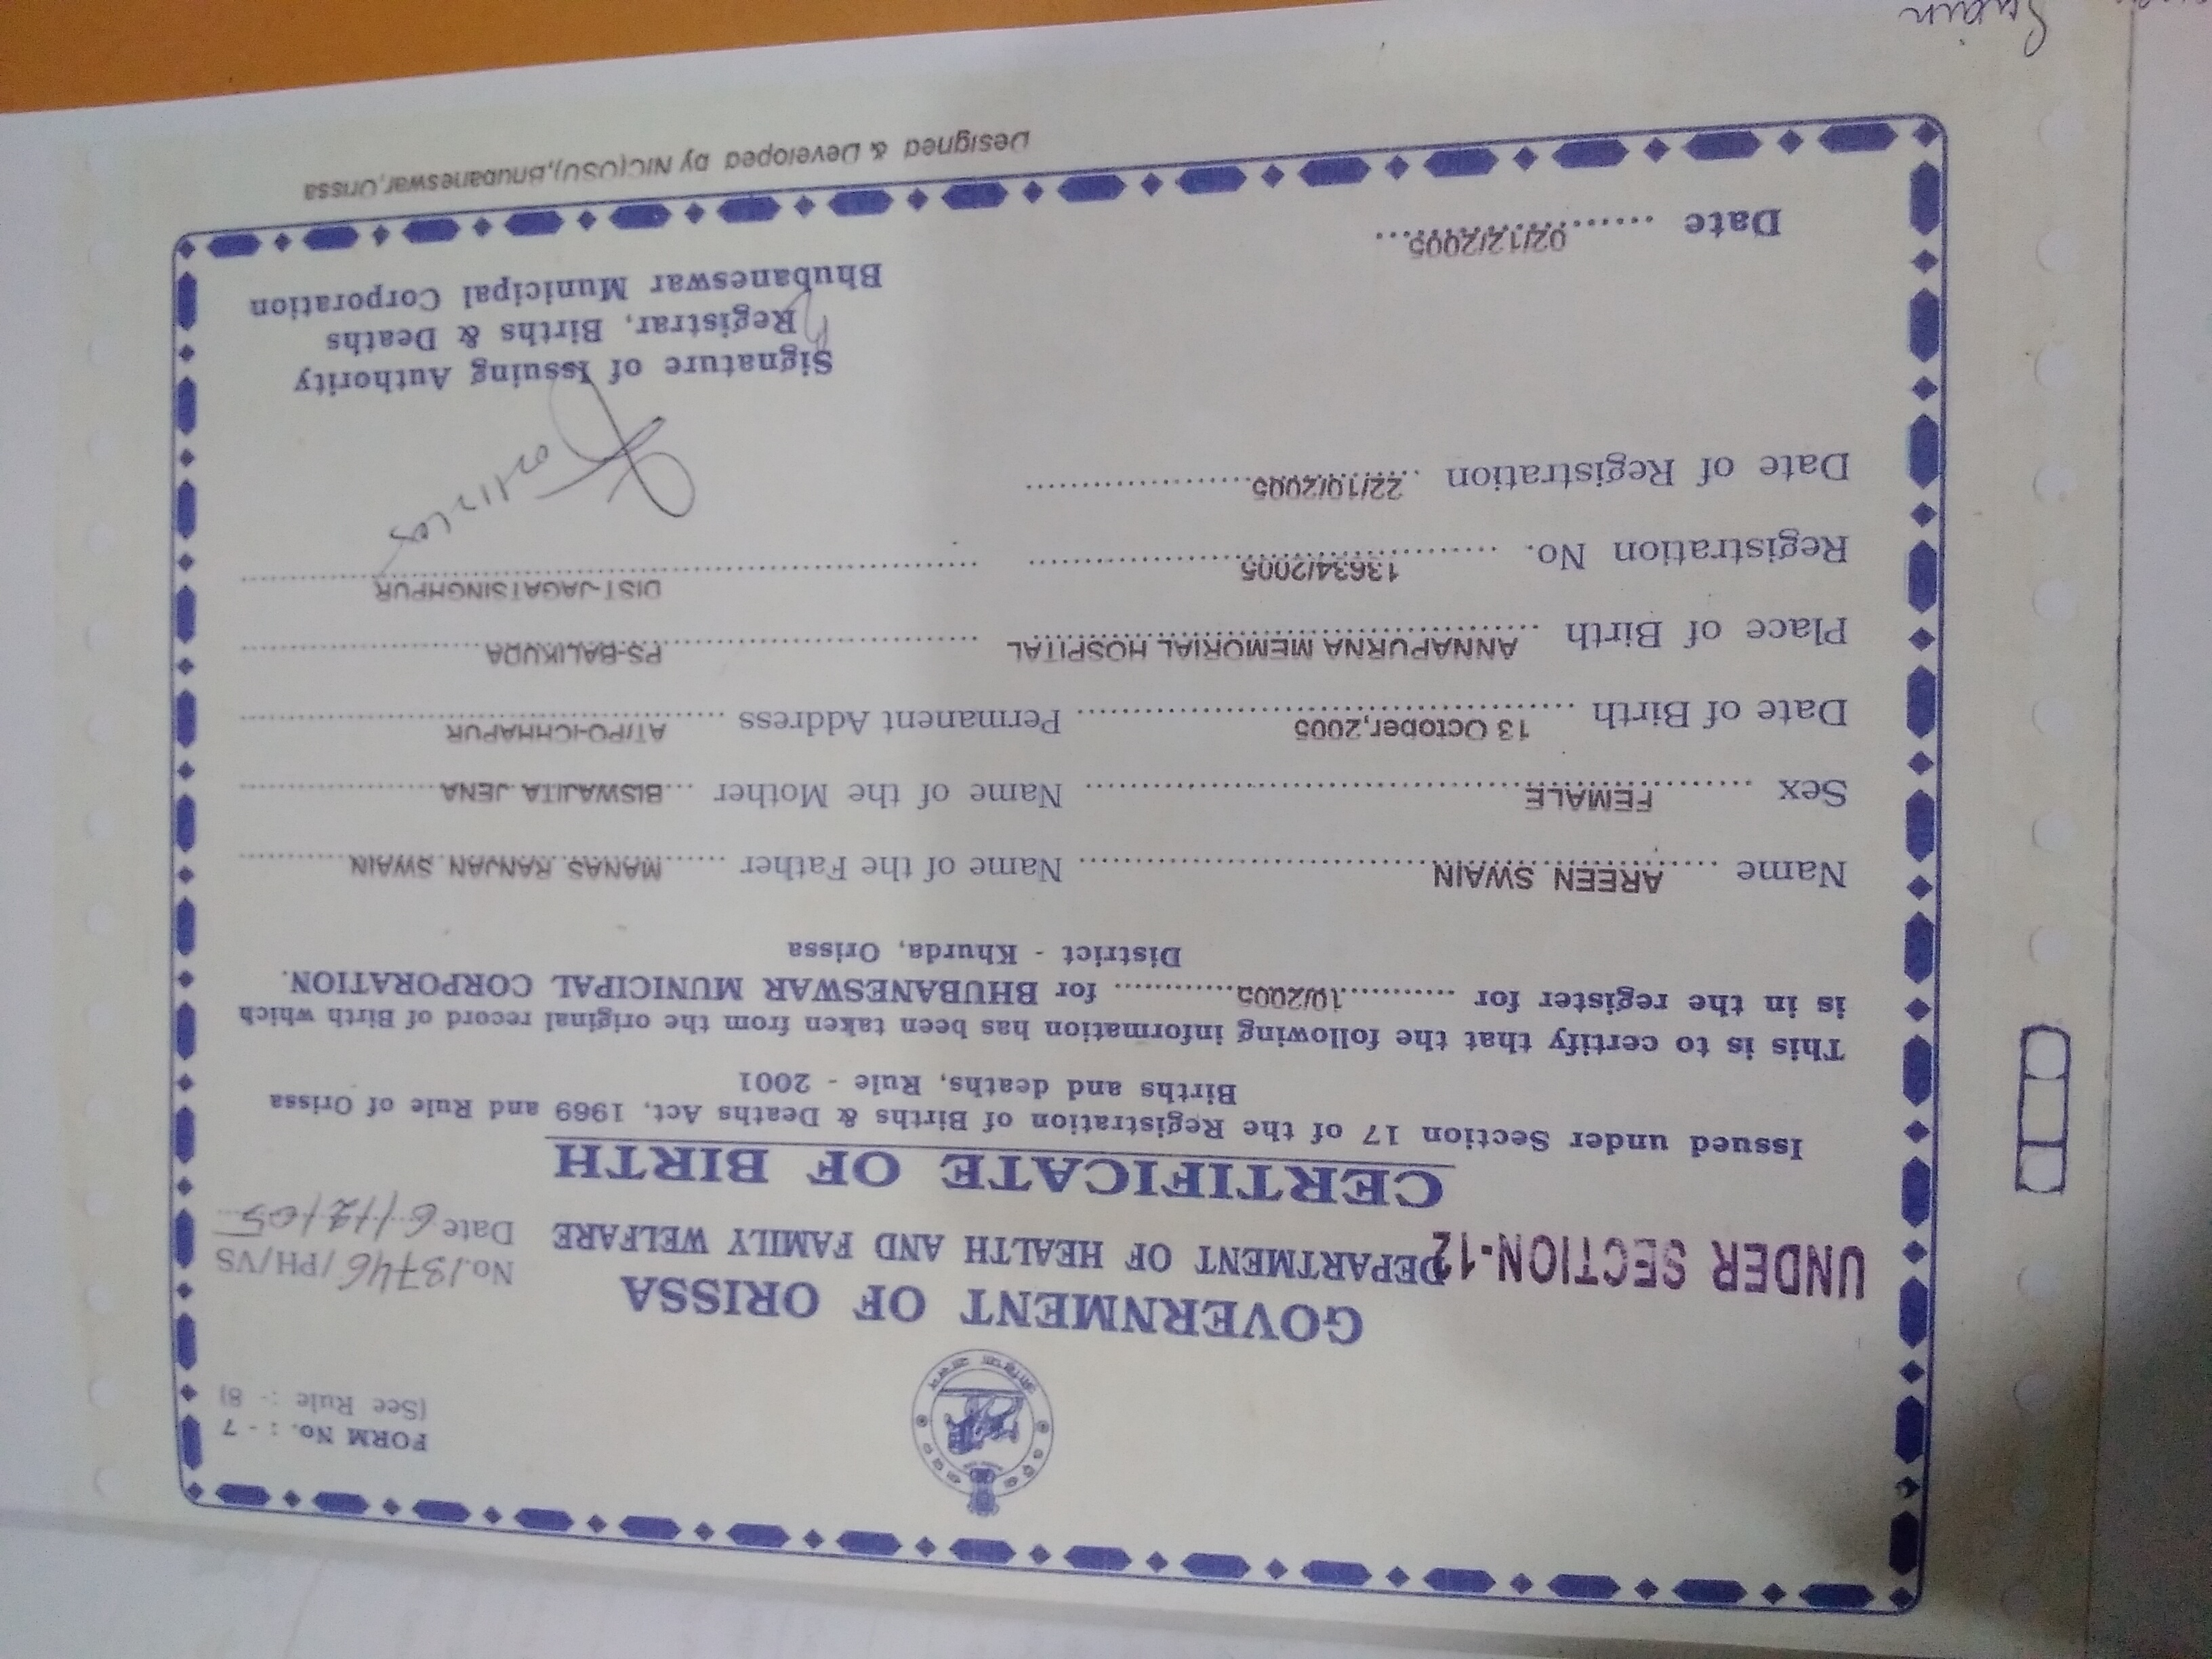 FORM No. : - 7
(See Rule :- 8)
GOVERNMENT OF ORISSA
UNDER SECTION-12
DEPARTMENT OF HEALTH AND FAMILY WELFARE
No. 13746/PH/VS
Date 6/12/05
CERTIFICATE OF BIRTH
Issued under Section 17 of the Registration of Births & Deaths Act, 1969 and Rule of Orissa
Births and deaths, Rule - 2001
This is to certify that the following information has been taken from the original record of Birth which
is in the register for 10/2005 for BHUBANESWAR MUNICIPAL CORPORATION.
District - Khurda, Orissa
Name AREEN SWAIN Name of the Father MANAS RANJAN SWAIN
Sex FEMALE Name of the Mother BISWAJITA JENA
Date of Birth 13 October,2005 Permanent Address AT/PO-ICHHAPUR
Place of Birth ANNAPURNA MEMORIAL HOSPITAL PS-BALIKUDA
Registration No. 13634/2005 DIST-JAGATSINGHPUR
Date of Registration 22/10/2005
Signature of Issuing Authority
Registrar, Births & Deaths
Bhubaneswar Municipal Corporation
Date 02/12/2005
Designed & Developed by NIC(OSU),Bhubaneswar,Orissa
Swain